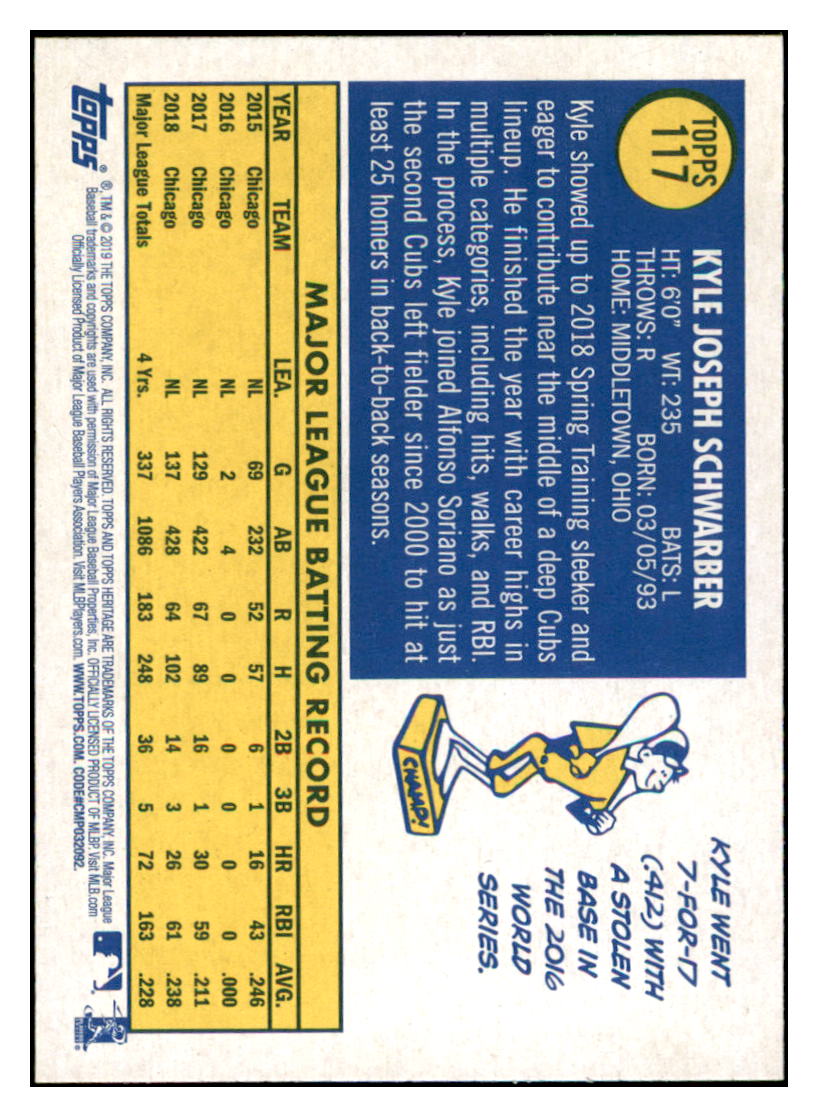 TOPPS
117
KYLE JOSEPH SCHWARBER
HT: 6'0" WT: 235 BATS: L
THROWS: R BORN: 03/05/93
HOME: MIDDLETOWN, OHIO
Kyle showed up to 2018 Spring Training sleeker and
eager to contribute near the middle of a deep Cubs
lineup. He finished the year with career highs in
multiple categories, including hits, walks, and RBI.
In the process, Kyle joined Alfonso Soriano as just
the second Cubs left fielder since 2000 to hit at
least 25 homers in back-to-back seasons.
KYLE WENT
7-FOR-17
(.412) WITH
A STOLEN
BASE IN
THE 2016
WORLD
SERIES.
CHAMP!
MAJOR LEAGUE BATTING RECORD
YEAR TEAM LEA. G AB R H 2B 3B HR RBI AVG.
2015 Chicago NL 69 232 52 57 6 1 16 43 .246
2016 Chicago NL 2 4 0 0 0 0 0 0 .000
2017 Chicago NL 129 422 67 89 16 1 30 59 .211
2018 Chicago NL 137 428 64 102 14 3 26 61 .238
Major League Totals 4 Yrs. 337 1086 183 248 36 5 72 163 .228
topps®
®, TM & © 2019 THE TOPPS COMPANY, INC. ALL RIGHTS RESERVED. TOPPS AND TOPPS HERITAGE ARE TRADEMARKS OF THE TOPPS COMPANY, INC. Major League
Baseball trademarks and copyrights are used with permission of Major League Baseball Properties, Inc. OFFICIALLY LICENSED PRODUCT OF MLBP. Visit MLB.com
Officially Licensed Product of Major League Baseball Players Association. Visit MLBPlayers.com. WWW.TOPPS.COM. CODE#CMP032092.